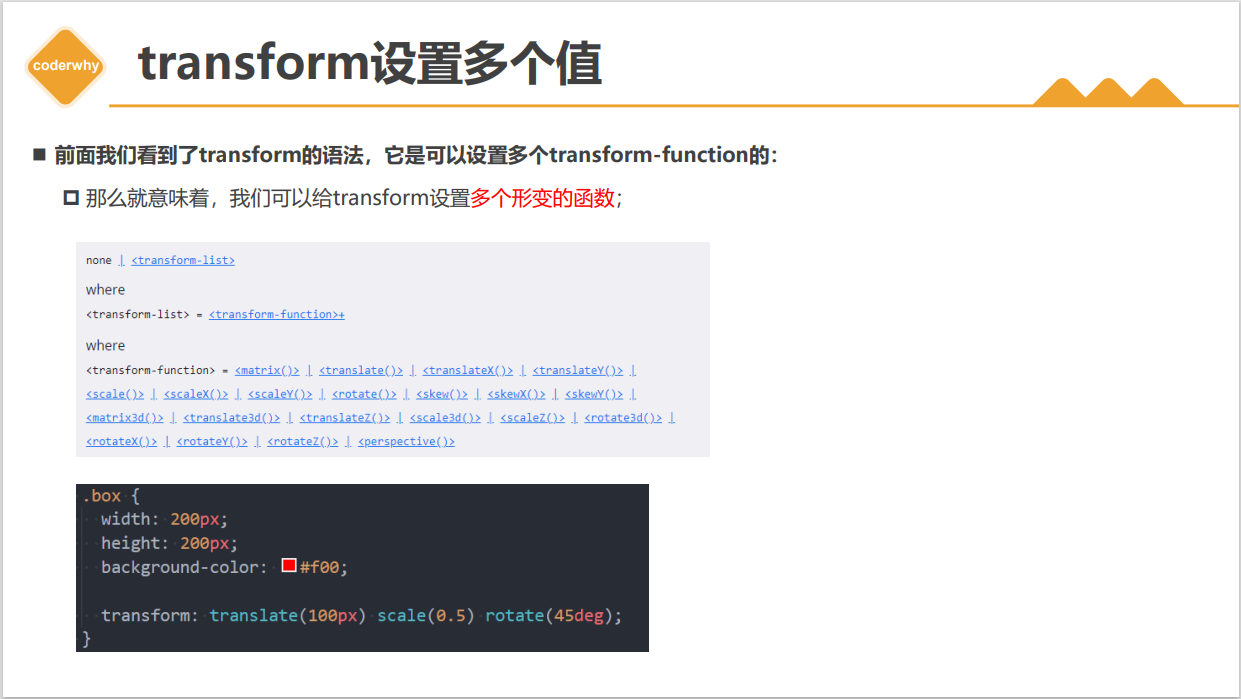 coderwhy
transform设置多个值
前面我们看到了transform的语法，它是可以设置多个transform-function的：
那么就意味着，我们可以给transform设置多个形变的函数；
none | <transform-list>
where
<transform-list> = <transform-function>+
where
<transform-function> = <matrix()> | <translate()> | <translateX()> | <translateY()> |
<scale()> | <scaleX()> | <scaleY()> | <rotate()> | <skew()> | <skewX()> | <skewY()> |
<matrix3d()> | <translate3d()> | <translateZ()> | <scale3d()> | <scaleZ()> | <rotate3d()> |
<rotateX()> | <rotateY()> | <rotateZ()> | <perspective()>
.box {
width: 200px;
height: 200px;
background-color: #f00;
transform: translate(100px) scale(0.5) rotate(45deg);
}